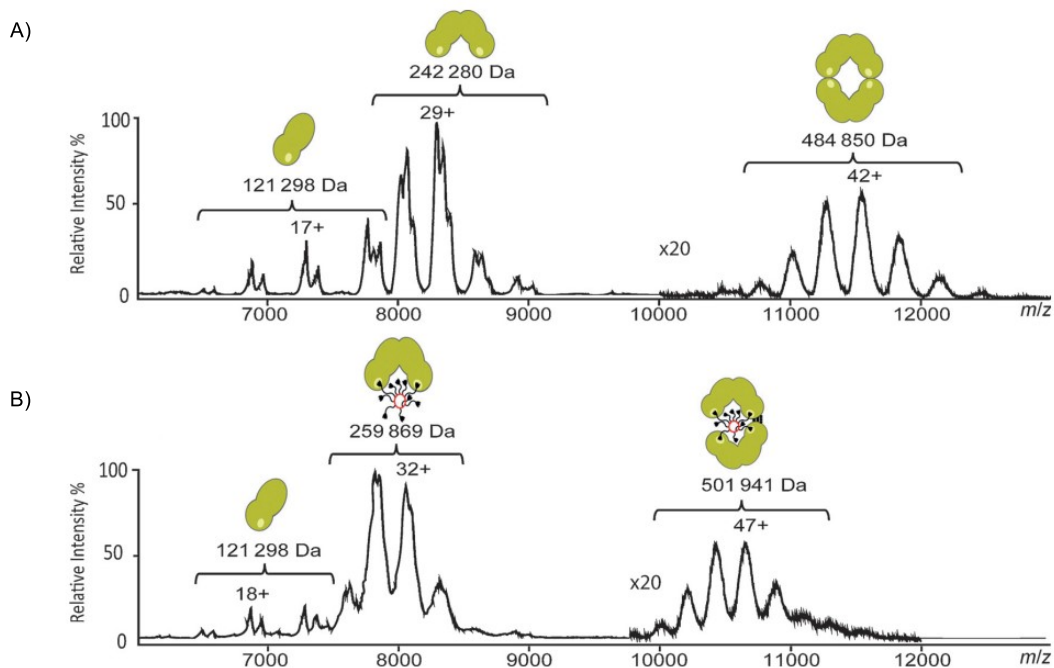 A)
242 280 Da
29+
484 850 Da
42+
121 298 Da
17+
x20
Relative Intensity %
100
50
0
7000 8000 9000 10000 11000 12000 m/z
B)
259 869 Da
32+
501 941 Da
47+
121 298 Da
18+
x20
Relative Intensity %
100
50
0
7000 8000 9000 10000 11000 12000 m/z